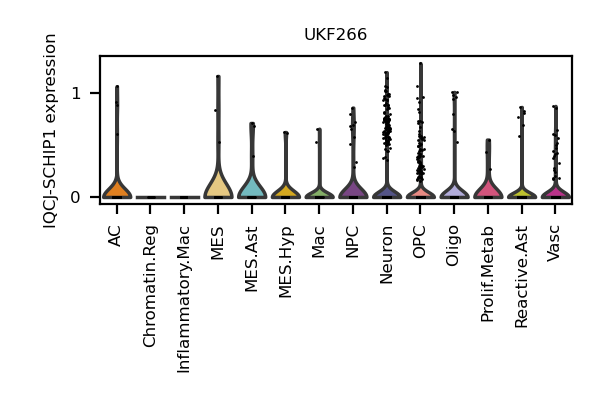 UKF266
IQCJ-SCHIP1 expression
1
0
AC
Chromatin.Reg
Inflammatory.Mac
MES
MES.Ast
MES.Hyp
Mac
NPC
Neuron
OPC
Oligo
Prolif.Metab
Reactive.Ast
Vasc